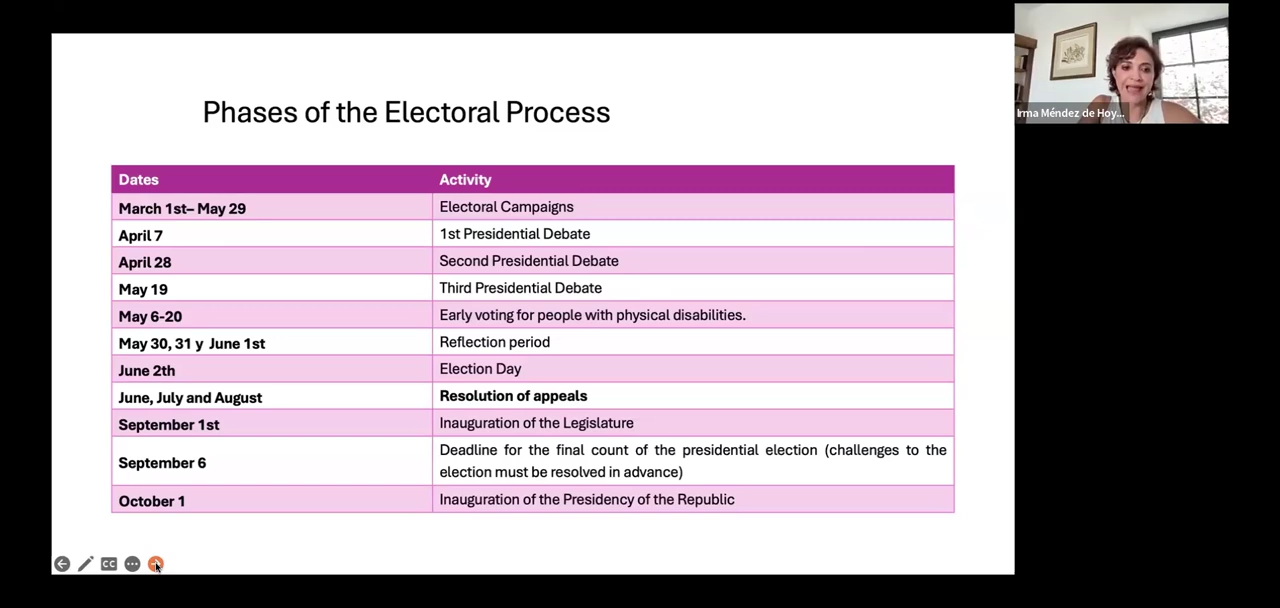 Phases of the Electoral Process
Dates Activity
March 1st– May 29 Electoral Campaigns
April 7 1st Presidential Debate
April 28 Second Presidential Debate
May 19 Third Presidential Debate
May 6-20 Early voting for people with physical disabilities.
May 30, 31 y June 1st Reflection period
June 2th Election Day
June, July and August Resolution of appeals
September 1st Inauguration of the Legislature
September 6 Deadline for the final count of the presidential election (challenges to the
election must be resolved in advance)
October 1 Inauguration of the Presidency of the Republic
CC
Irma Méndez de Hoy...